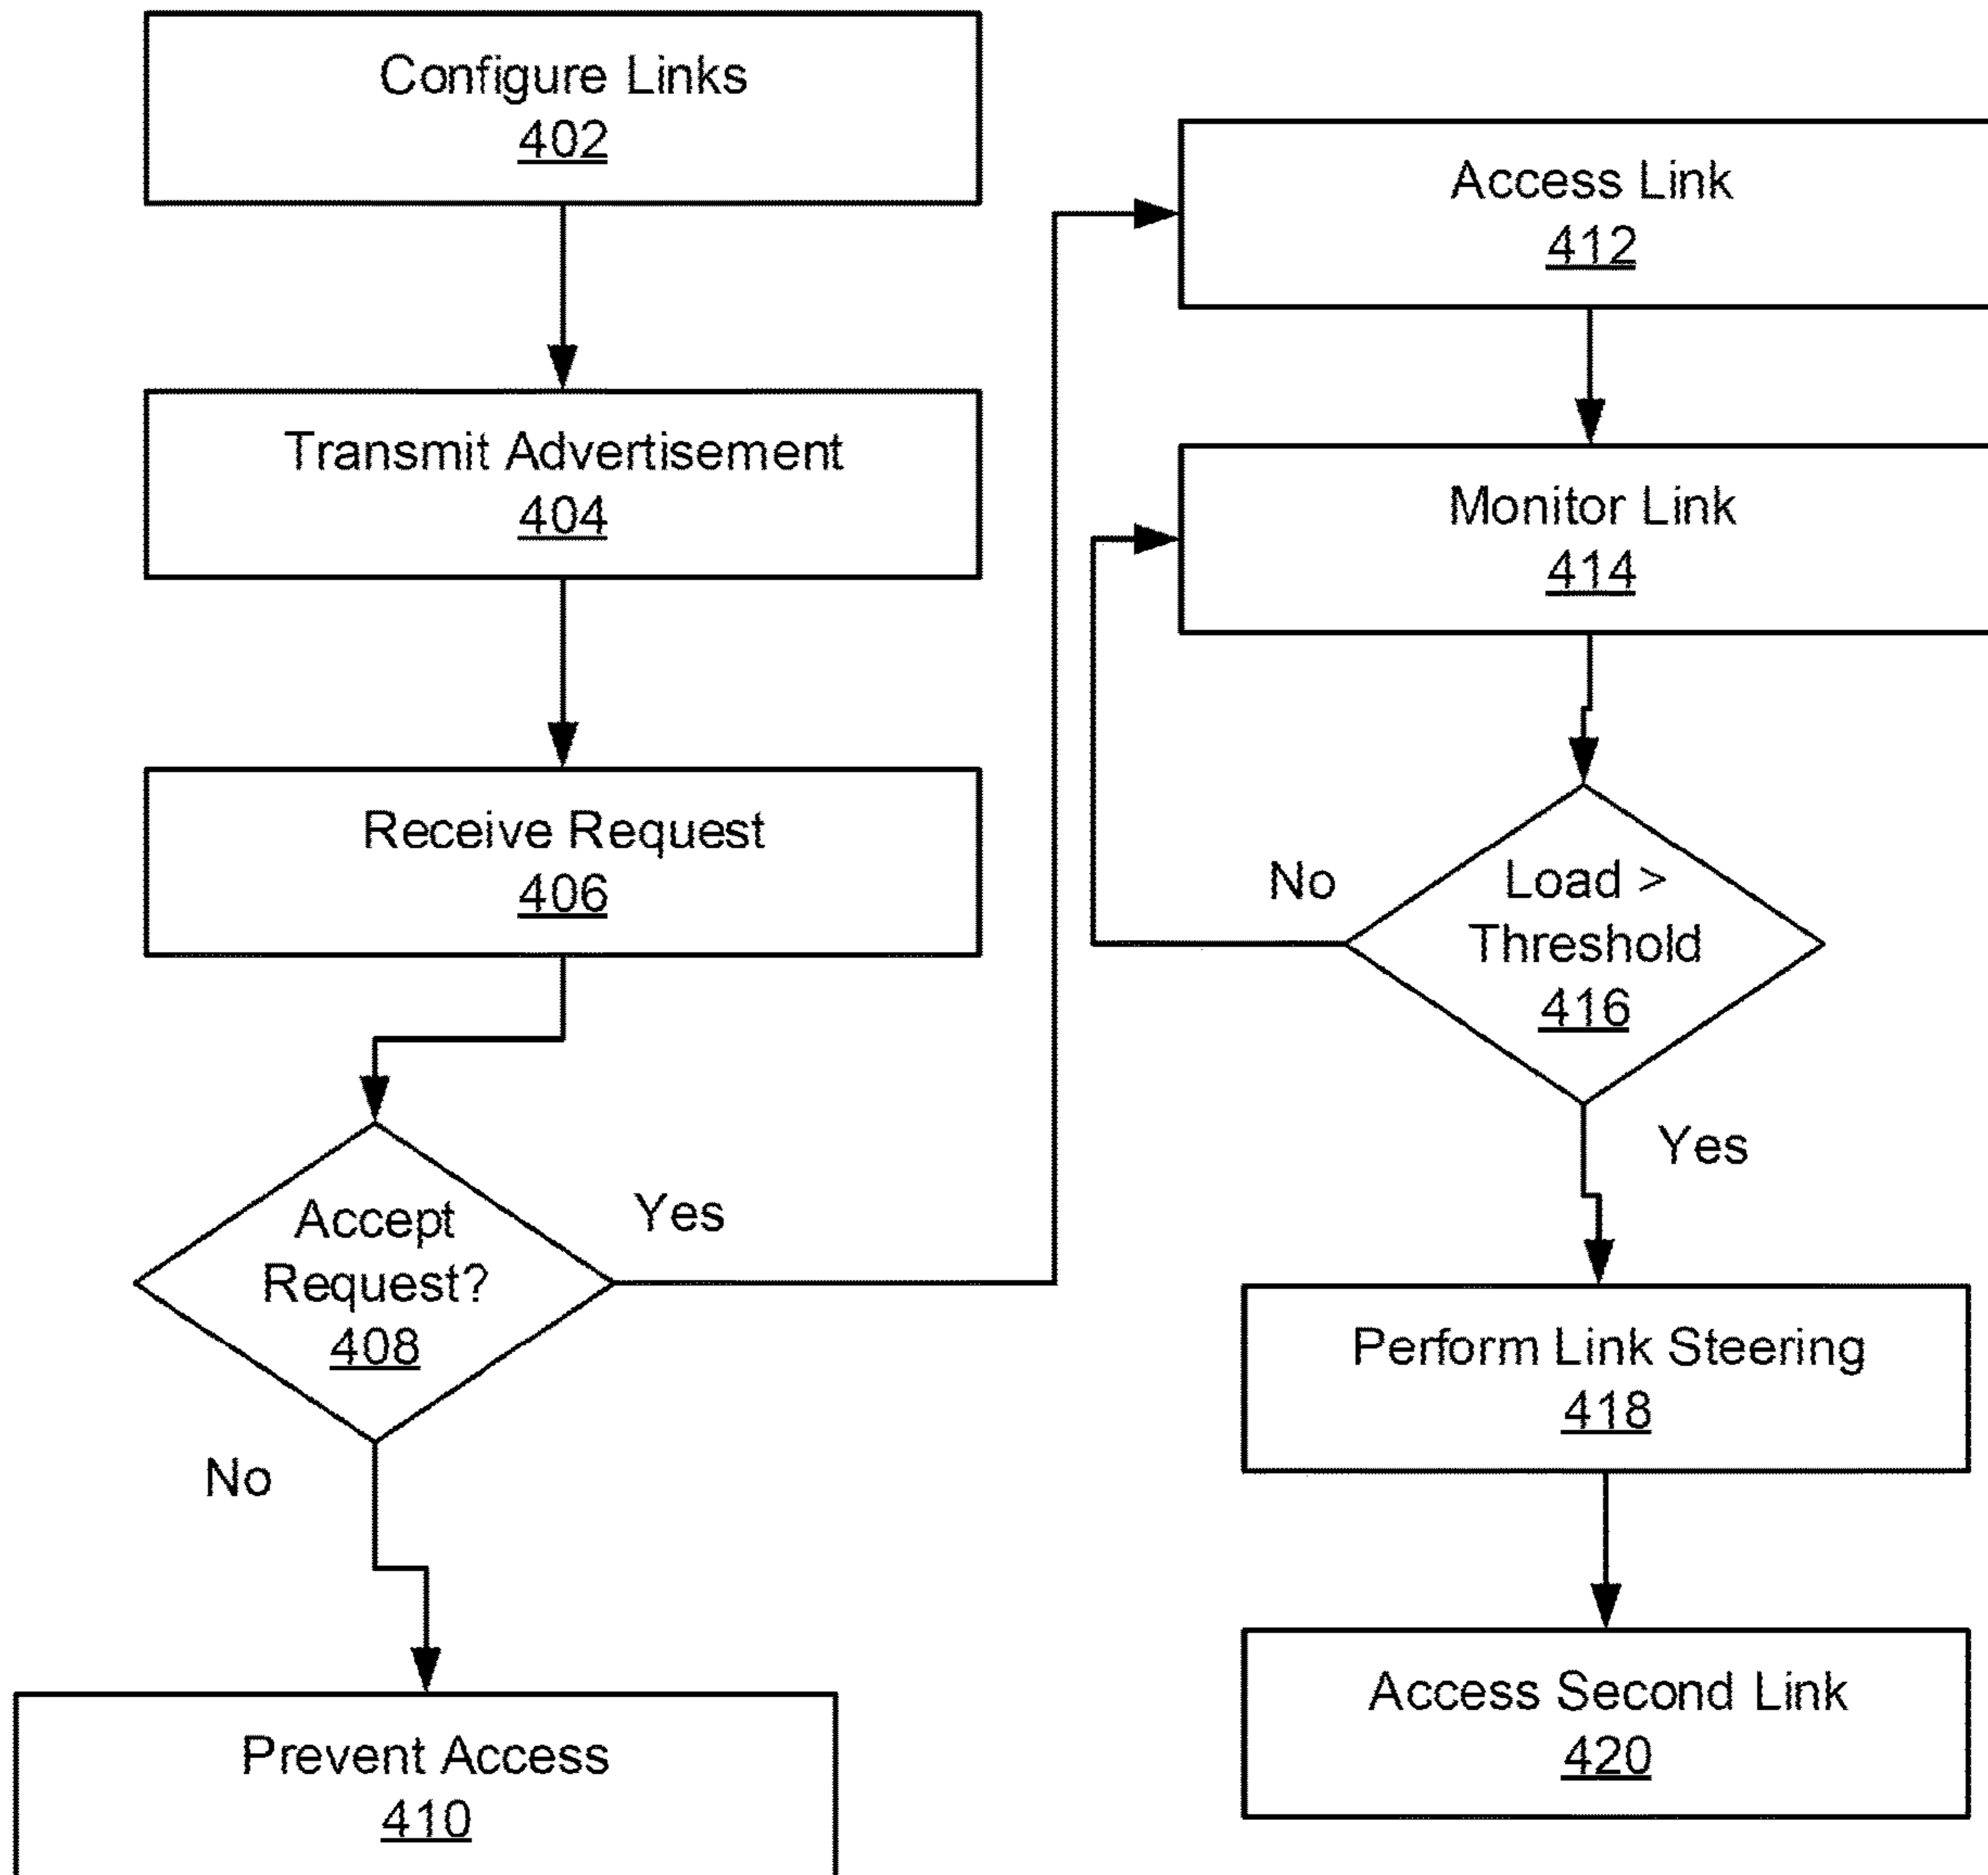 Configure Links
402
Transmit Advertisement
404
Receive Request
406
Accept
Request?
408
Yes
No
Prevent Access
410
Access Link
412
Monitor Link
414
Load >
Threshold
416
No
Yes
Perform Link Steering
418
Access Second Link
420